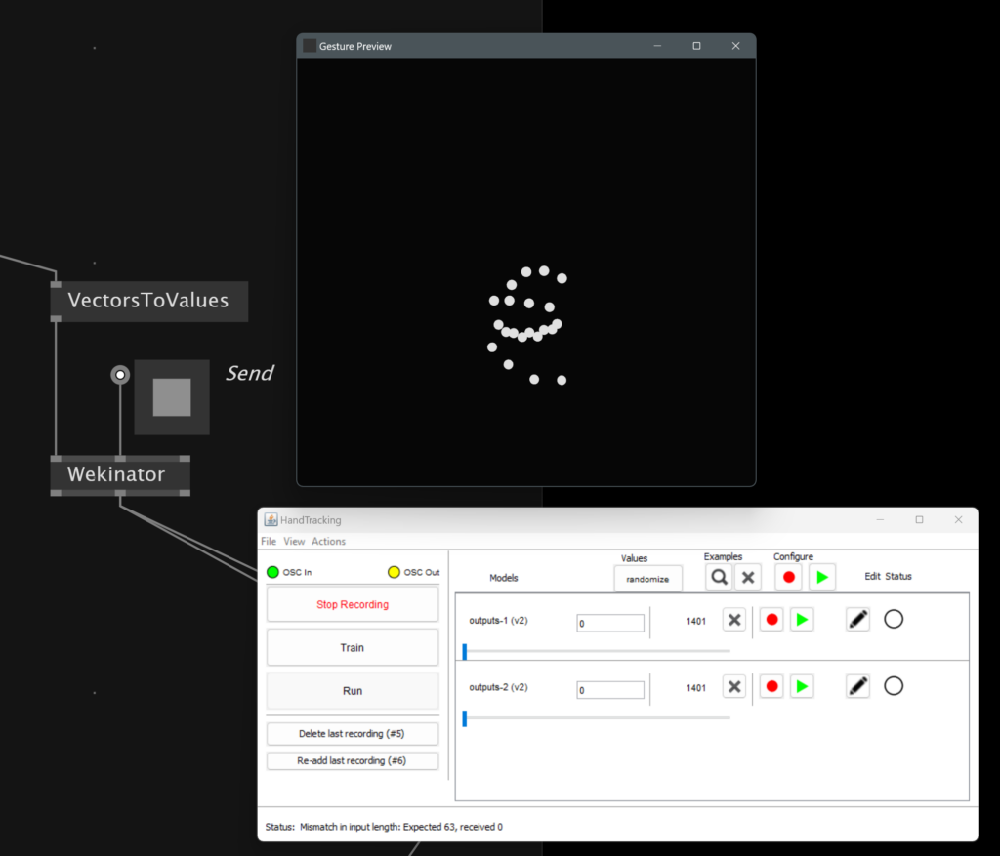 Gesture Preview
VectorsToValues
Send
Wekinator
HandTracking
File View Actions
OSC In OSC Out
Stop Recording
Train
Run
Delete last recording (#5)
Re-add last recording (#6)
Models Values Examples Configure Edit Status
randomize
outputs-1 (v2) 0 1401
outputs-2 (v2) 0 1401
Status: Mismatch in input length: Expected 63, received 0